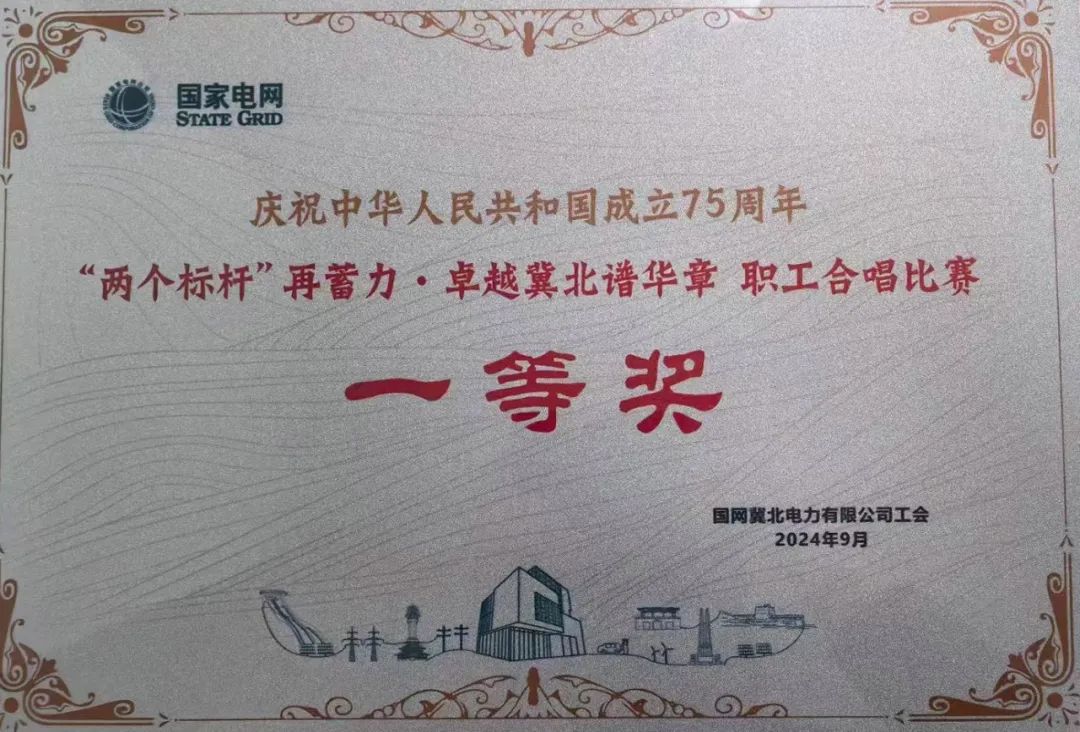 国家电网
STATE GRID
庆祝中华人民共和国成立75周年
“两个标杆”再蓄力·卓越冀北谱华章 职工合唱比赛
一等奖
国网冀北电力有限公司工会
2024年9月